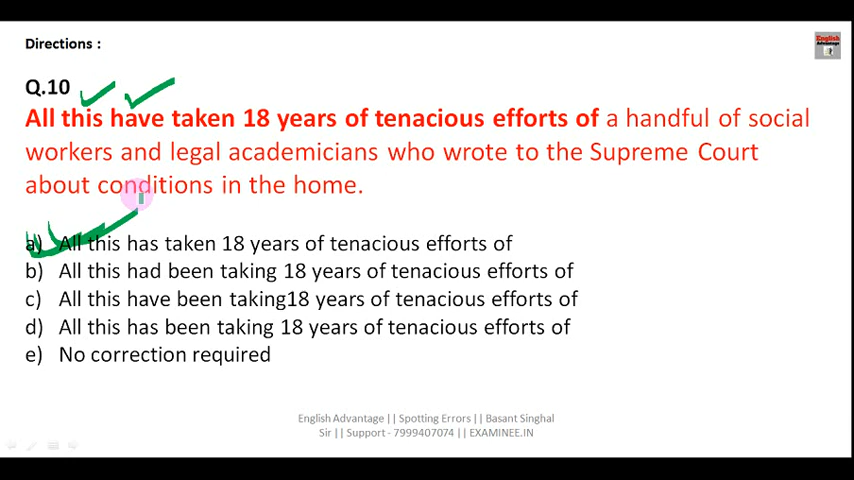 Directions :
English
Advantage
Q.10
All this have taken 18 years of tenacious efforts of a handful of social
workers and legal academicians who wrote to the Supreme Court
about conditions in the home.
a) All this has taken 18 years of tenacious efforts of
b) All this had been taking 18 years of tenacious efforts of
c) All this have been taking18 years of tenacious efforts of
d) All this has been taking 18 years of tenacious efforts of
e) No correction required
English Advantage || Spotting Errors || Basant Singhal
Sir || Support - 7999407074 || EXAMINEE.IN